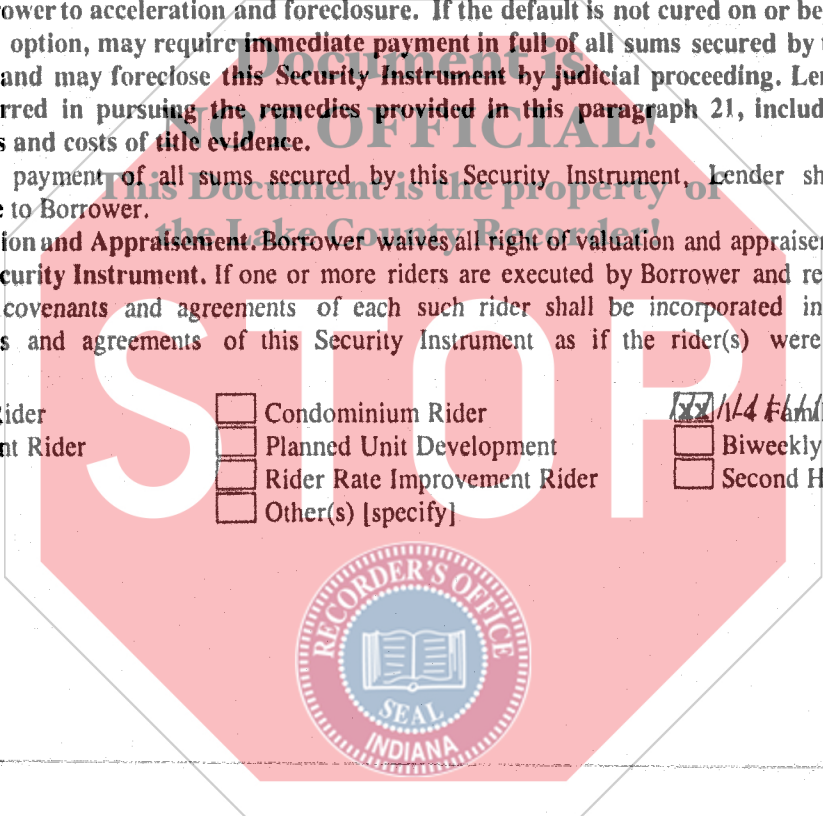 rower to acceleration and foreclosure. If the default is not cured on or be
option, may require immediate payment in full of all sums secured by
and may foreclose this Security Instrument by judicial proceeding. Len
rred in pursuing the remedies provided in this paragraph 21, includ
s and costs of title evidence.
payment of all sums secured by this Security Instrument, Lender sh
e to Borrower.
ion and Appraisement. Borrower waives all right of valuation and appraise
curity Instrument. If one or more riders are executed by Borrower and re
covenants and agreements of each such rider shall be incorporated in
s and agreements of this Security Instrument as if the rider(s) were
Rider Condominium Rider xx 1-4 Famil
nt Rider Planned Unit Development Biweekly
Rider Rate Improvement Rider Second H
Other(s) [specify]
Document is
NOT OFFICIAL!
This Document is the property of
the Lake County Recorder!
STOP
RECORDER'S OFFICE
SEAL
INDIANA